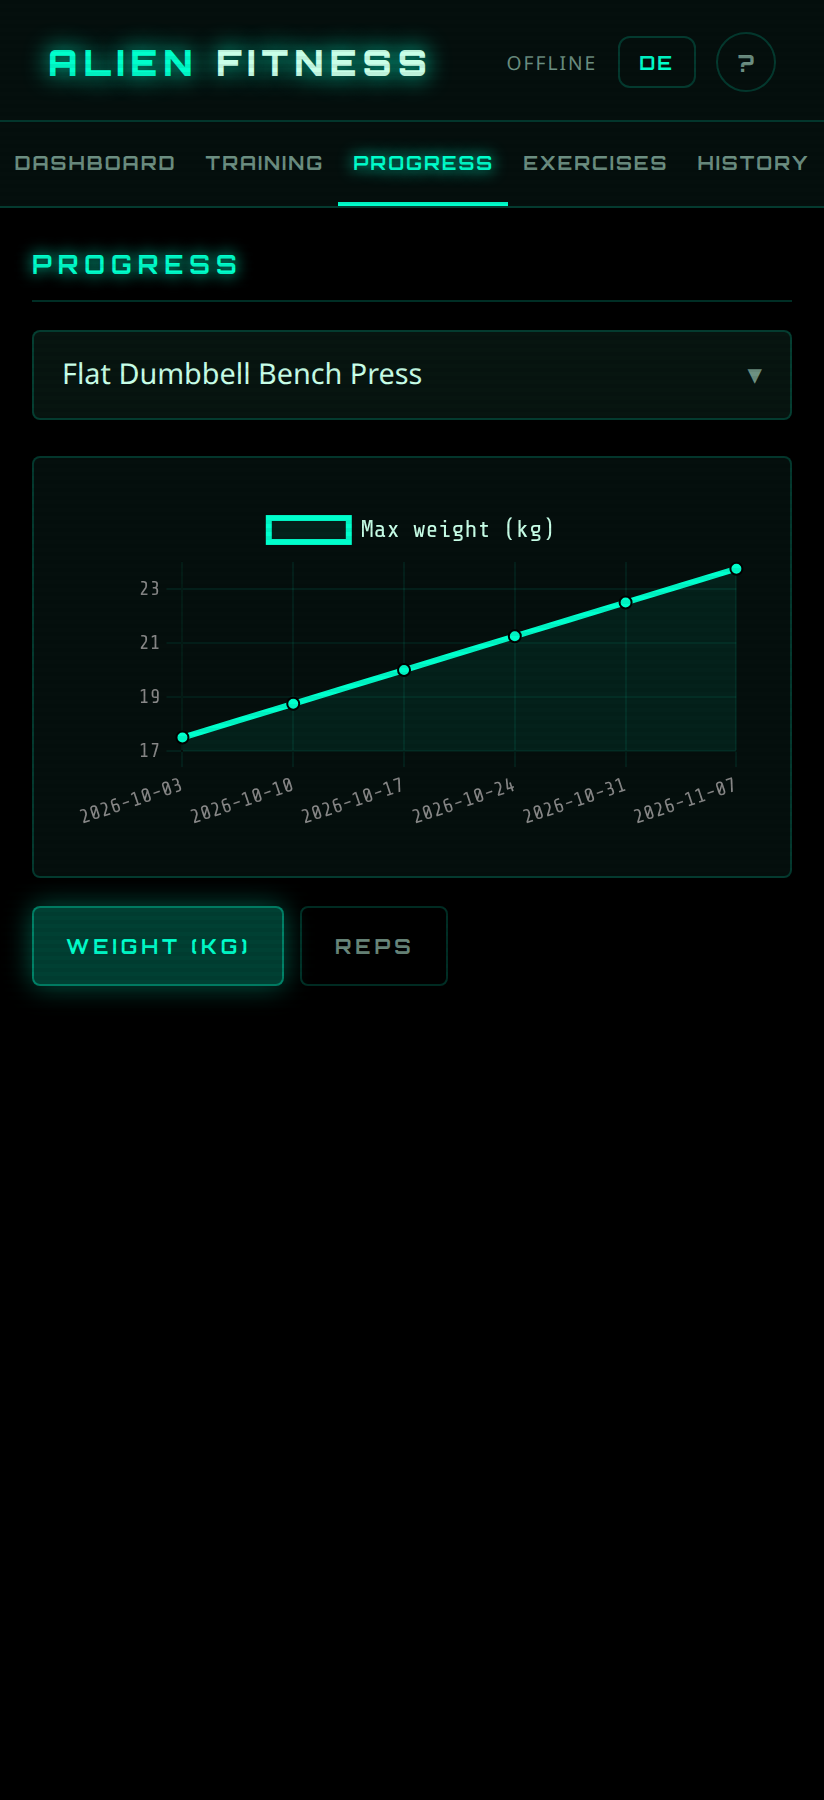 ALIEN FITNESS OFFLINE DE ?
DASHBOARD TRAINING PROGRESS EXERCISES HISTORY
PROGRESS
Flat Dumbbell Bench Press ▼
Max weight (kg)
23
21
19
17
2026-10-03 2026-10-10 2026-10-17 2026-10-24 2026-10-31 2026-11-07
WEIGHT (KG) REPS